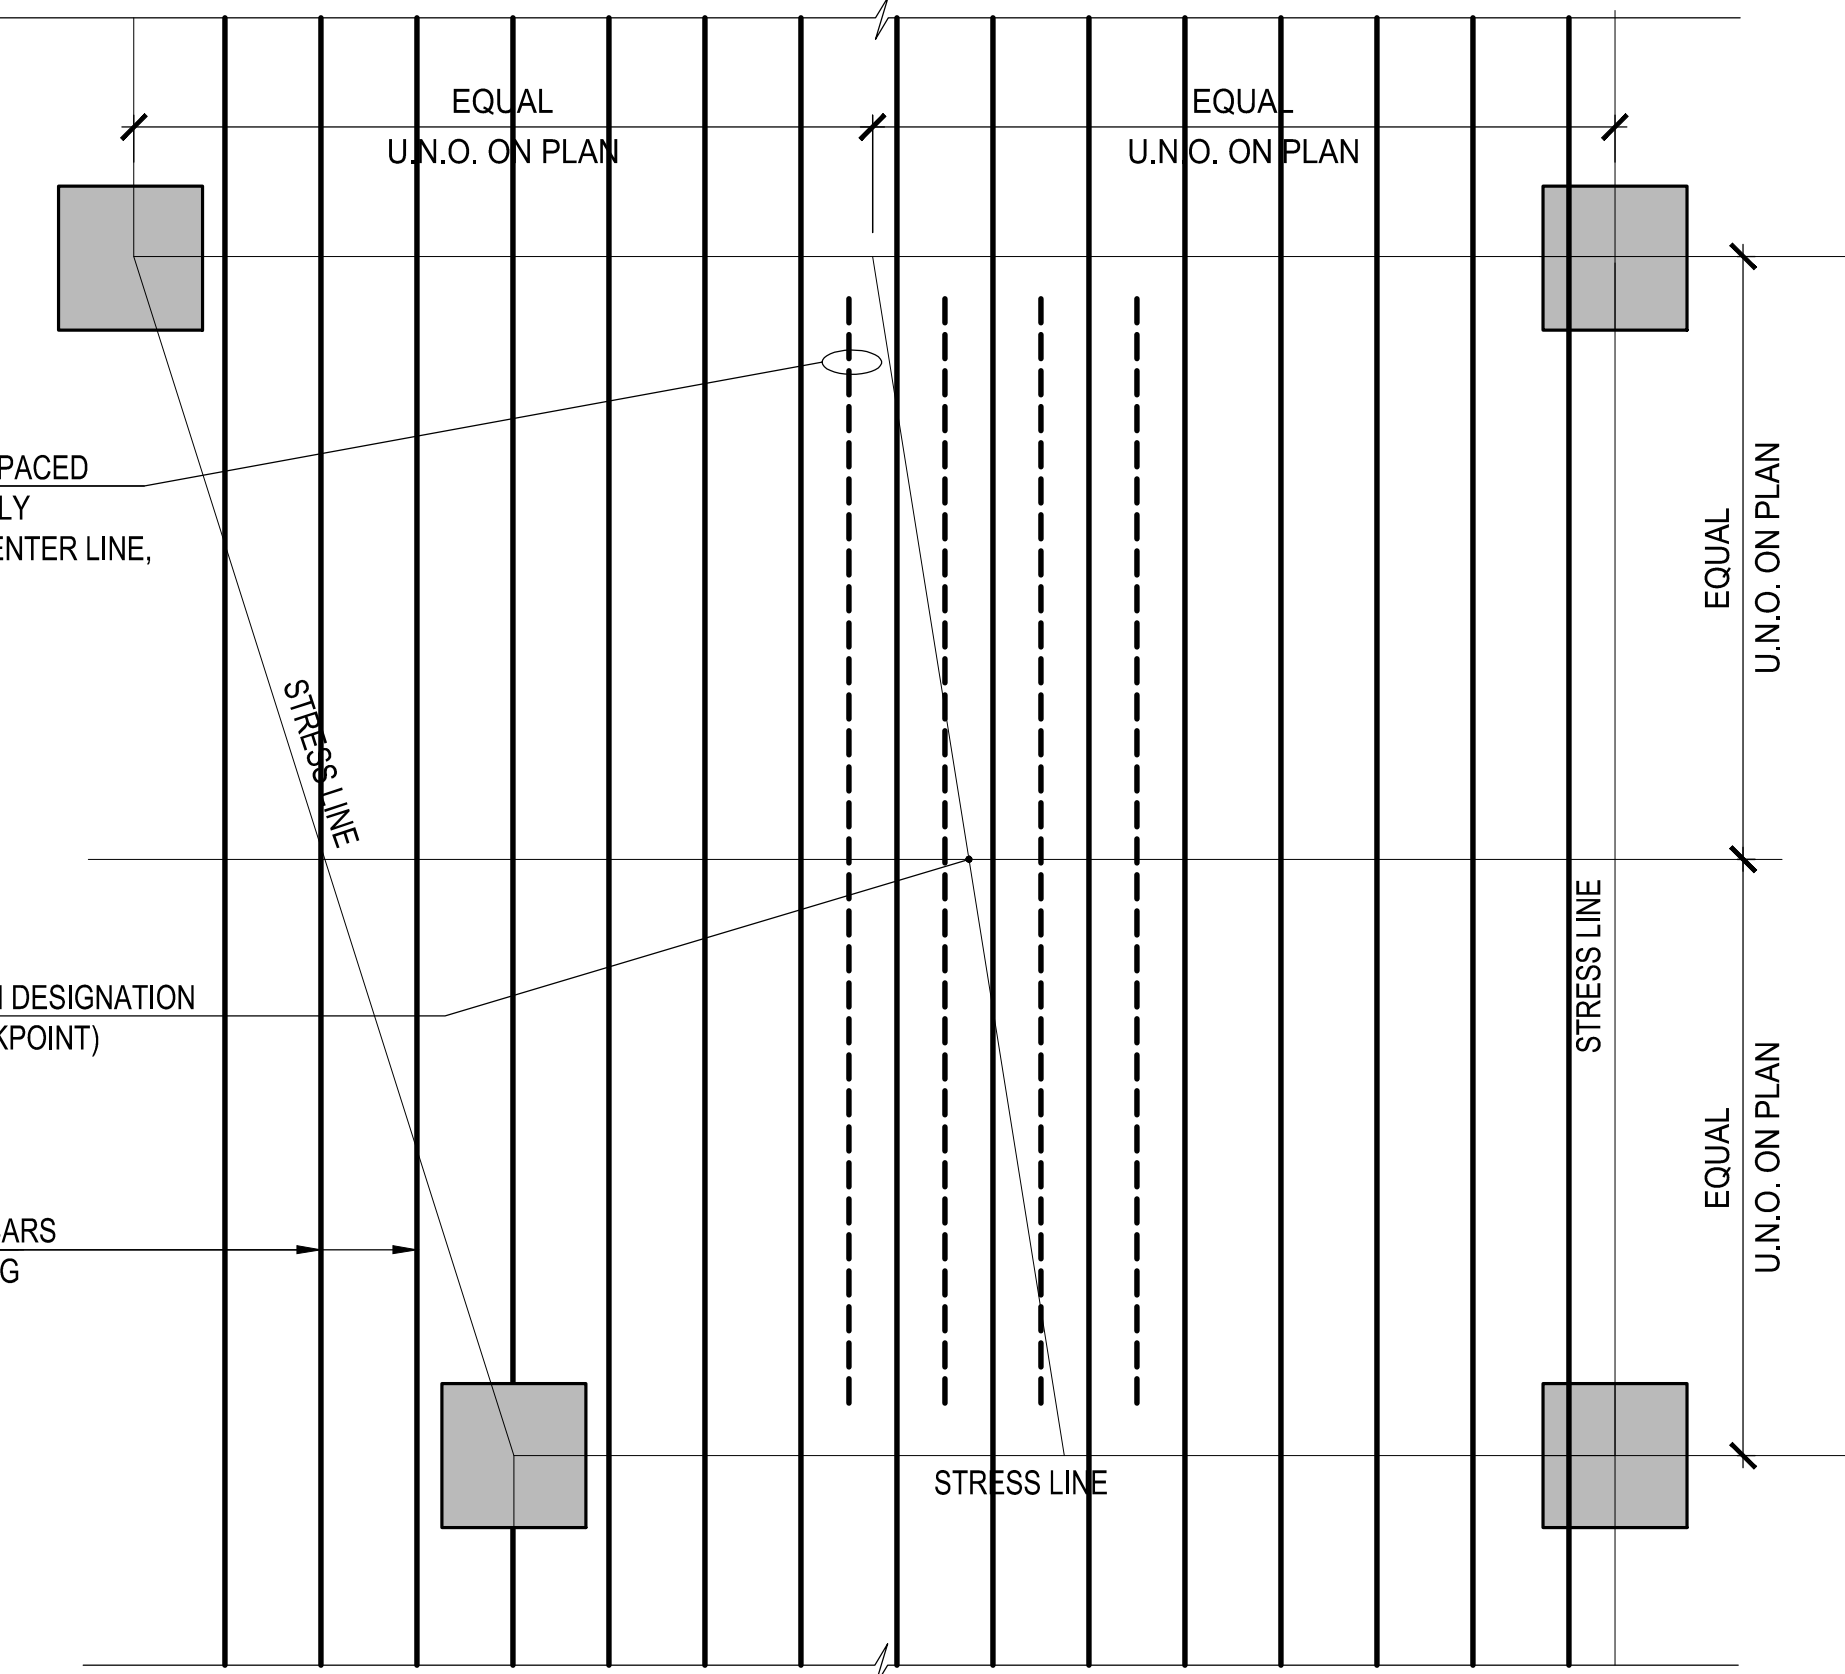 EQUAL
U.N.O. ON PLAN
EQUAL
U.N.O. ON PLAN
PACED
LY
ENTER LINE,
EQUAL
U.N.O. ON PLAN
STRESS LINE
STRESS LINE
DESIGNATION
KPOINT)
EQUAL
U.N.O. ON PLAN
ARS
G
STRESS LINE